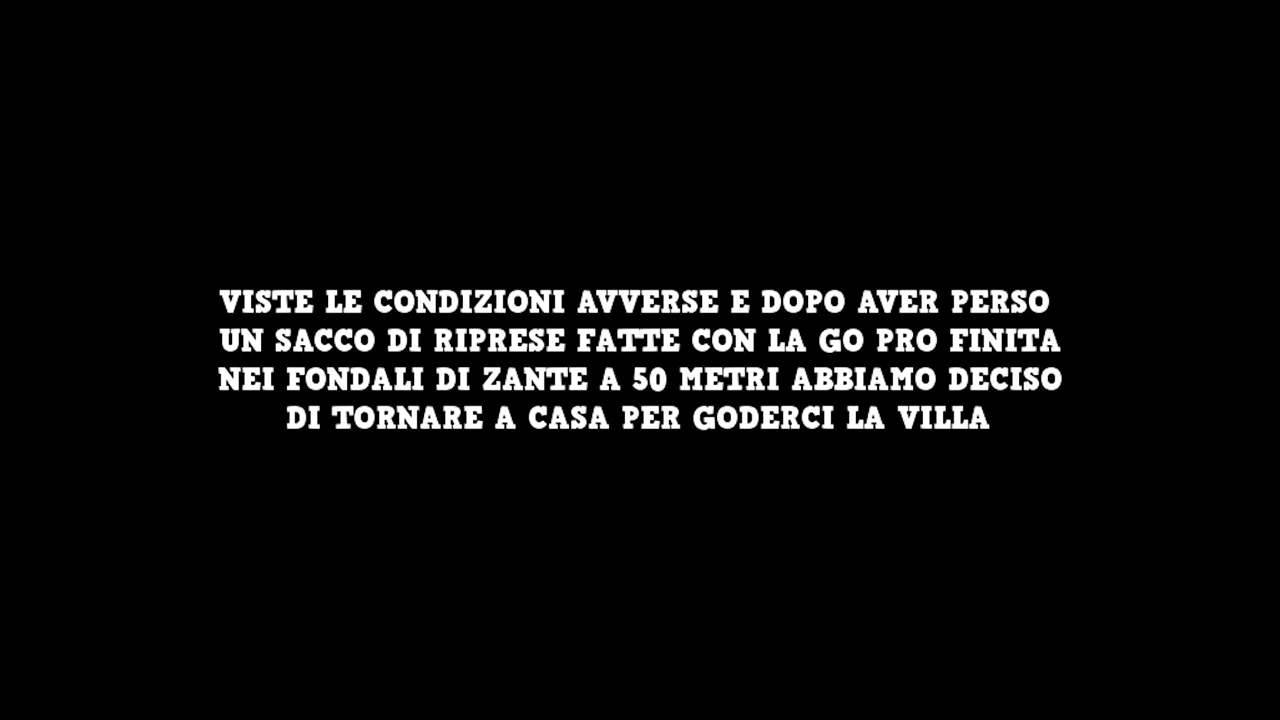 VISTE LE CONDIZIONI AVVERSE E DOPO AVER PERSO
UN SACCO DI RIPRESE FATTE CON LA GO PRO FINITA
NEI FONDALI DI ZANTE A 50 METRI ABBIAMO DECISO
DI TORNARE A CASA PER GODERCI LA VILLA